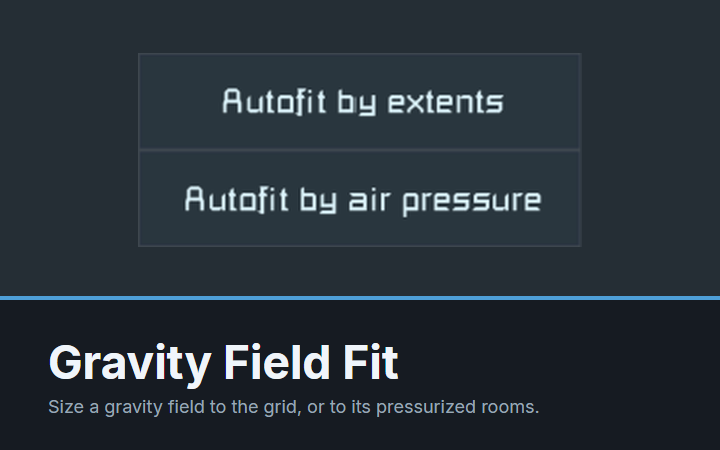 Autofit by extents
Autofit by air pressure
Gravity Field Fit
Size a gravity field to the grid, or to its pressurized rooms.